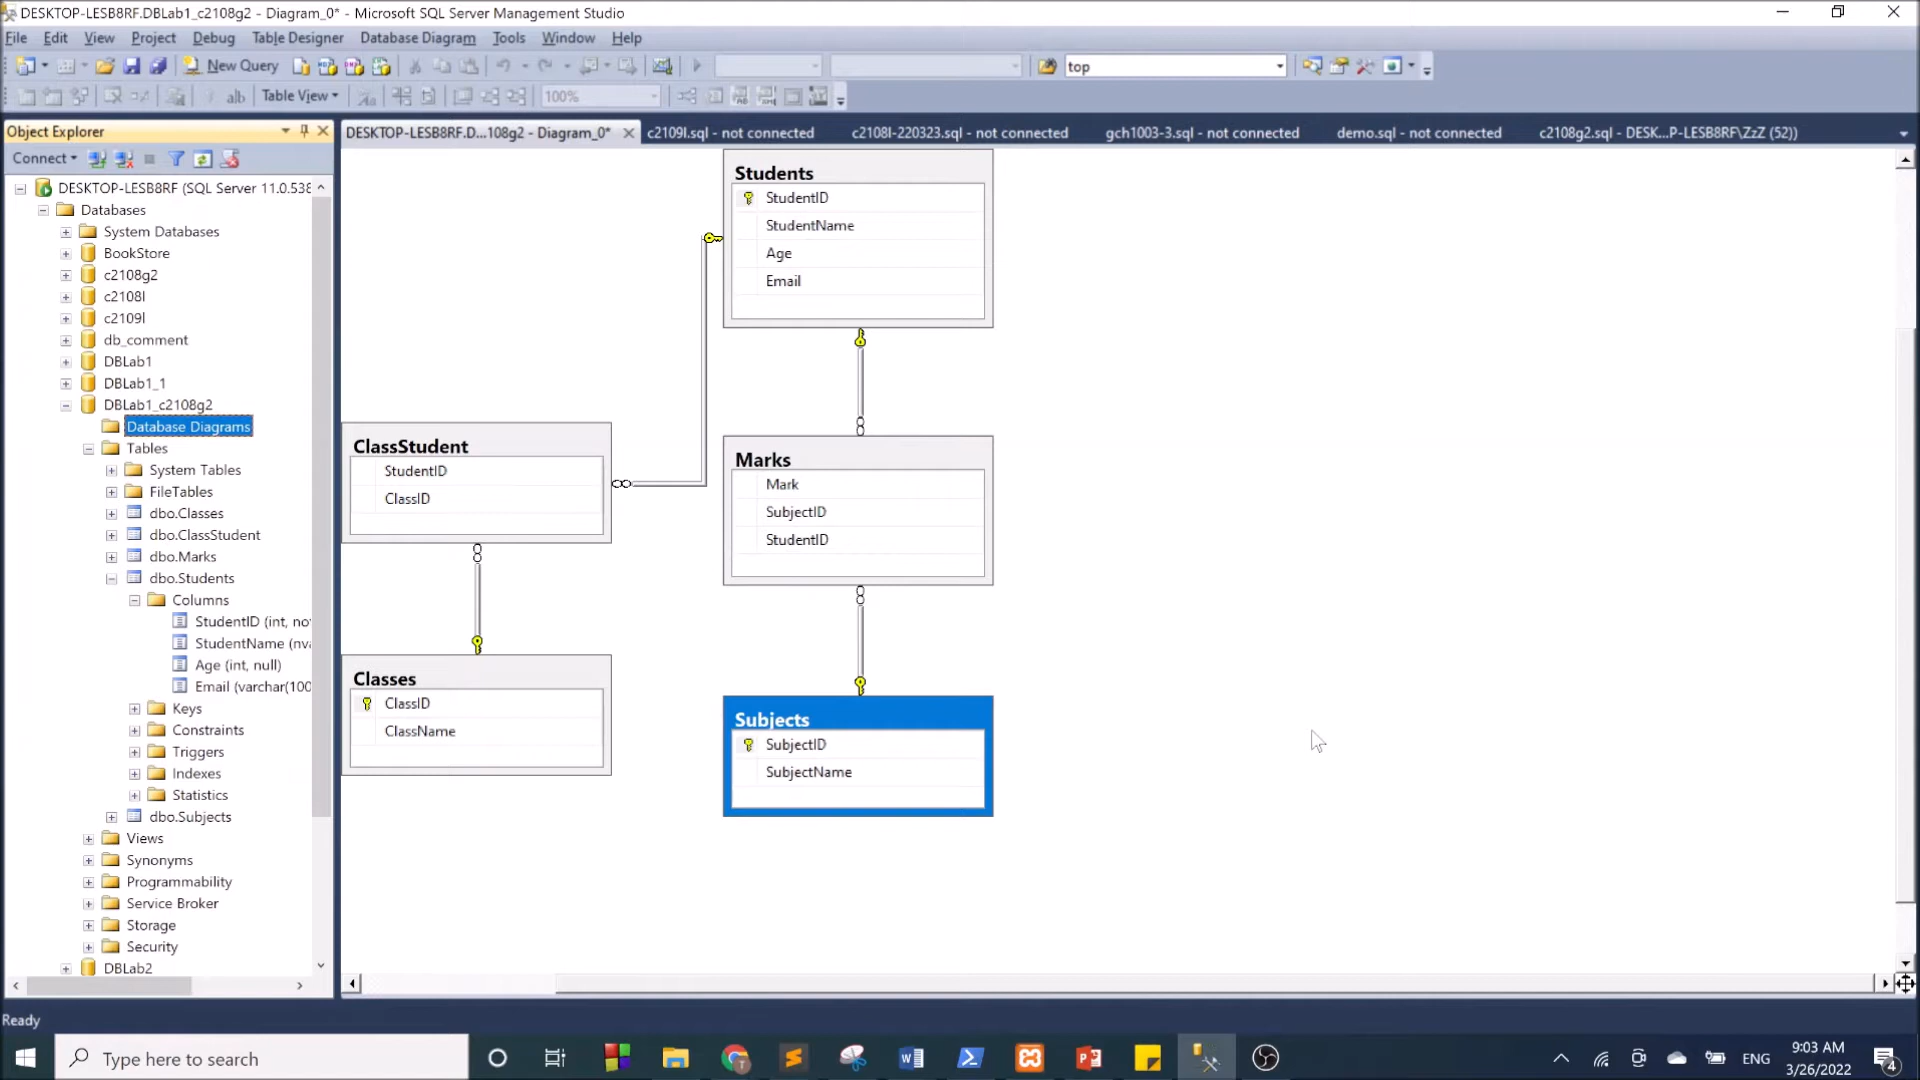 DESKTOP-LESB8RF.DBLab1_c2108g2 - Diagram_0* - Microsoft SQL Server Management Studio
File Edit View Project Debug Table Designer Database Diagram Tools Window Help
New Query
top
Table View
100%
Object Explorer
DESKTOP-LESB8RF.D...108g2 - Diagram_0*
c2109l.sql - not connected
c2108l-220323.sql - not connected
gch1003-3.sql - not connected
demo.sql - not connected
c2108g2.sql - DESK...P-LESB8RF\ZzZ (52))
Connect
DESKTOP-LESB8RF (SQL Server 11.0.538
Databases
System Databases
BookStore
c2108g2
c2108l
c2109l
db_comment
DBLab1
DBLab1_1
DBLab1_c2108g2
Database Diagrams
Tables
System Tables
FileTables
dbo.Classes
dbo.ClassStudent
dbo.Marks
dbo.Students
Columns
StudentID (int, no
StudentName (nva
Age (int, null)
Email (varchar(100
Keys
Constraints
Triggers
Indexes
Statistics
dbo.Subjects
Views
Synonyms
Programmability
Service Broker
Storage
Security
DBLab2
Students
StudentID
StudentName
Age
Email
ClassStudent
StudentID
ClassID
Marks
Mark
SubjectID
StudentID
Classes
ClassID
ClassName
Subjects
SubjectID
SubjectName
Ready
Type here to search
ENG
9:03 AM
3/26/2022
4